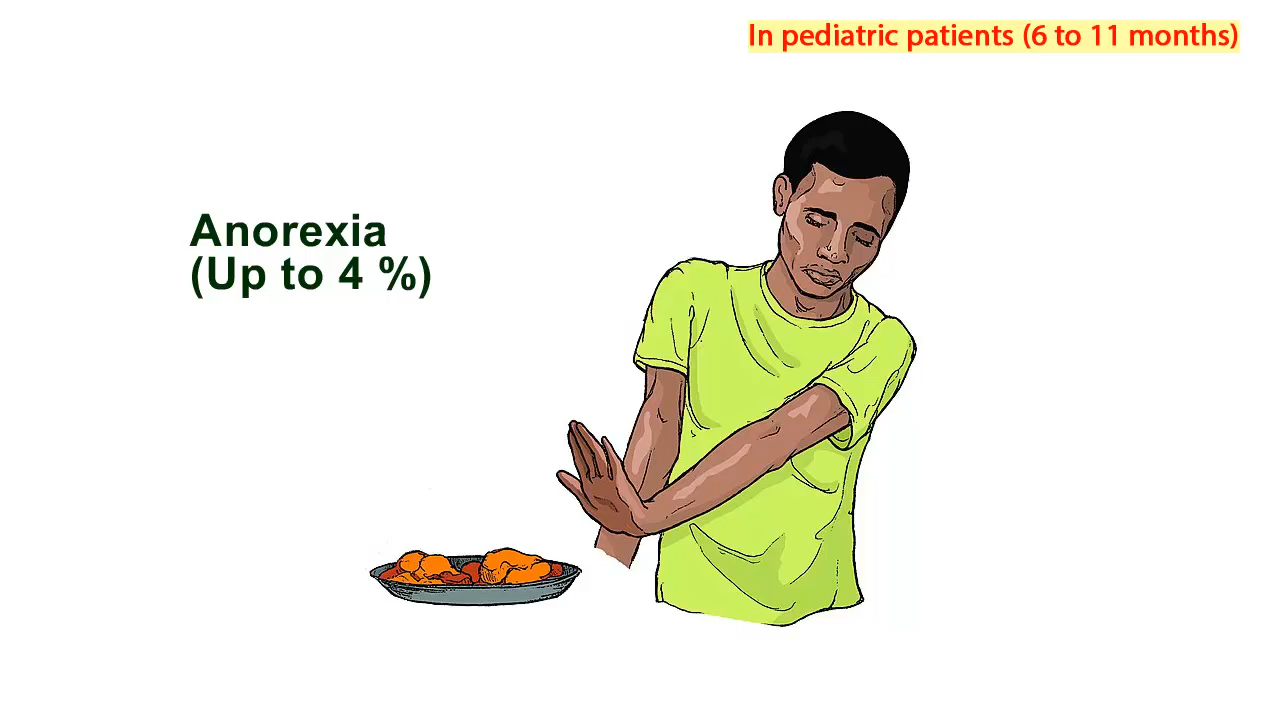 In pediatric patients (6 to 11 months)
Anorexia
(Up to 4 %)